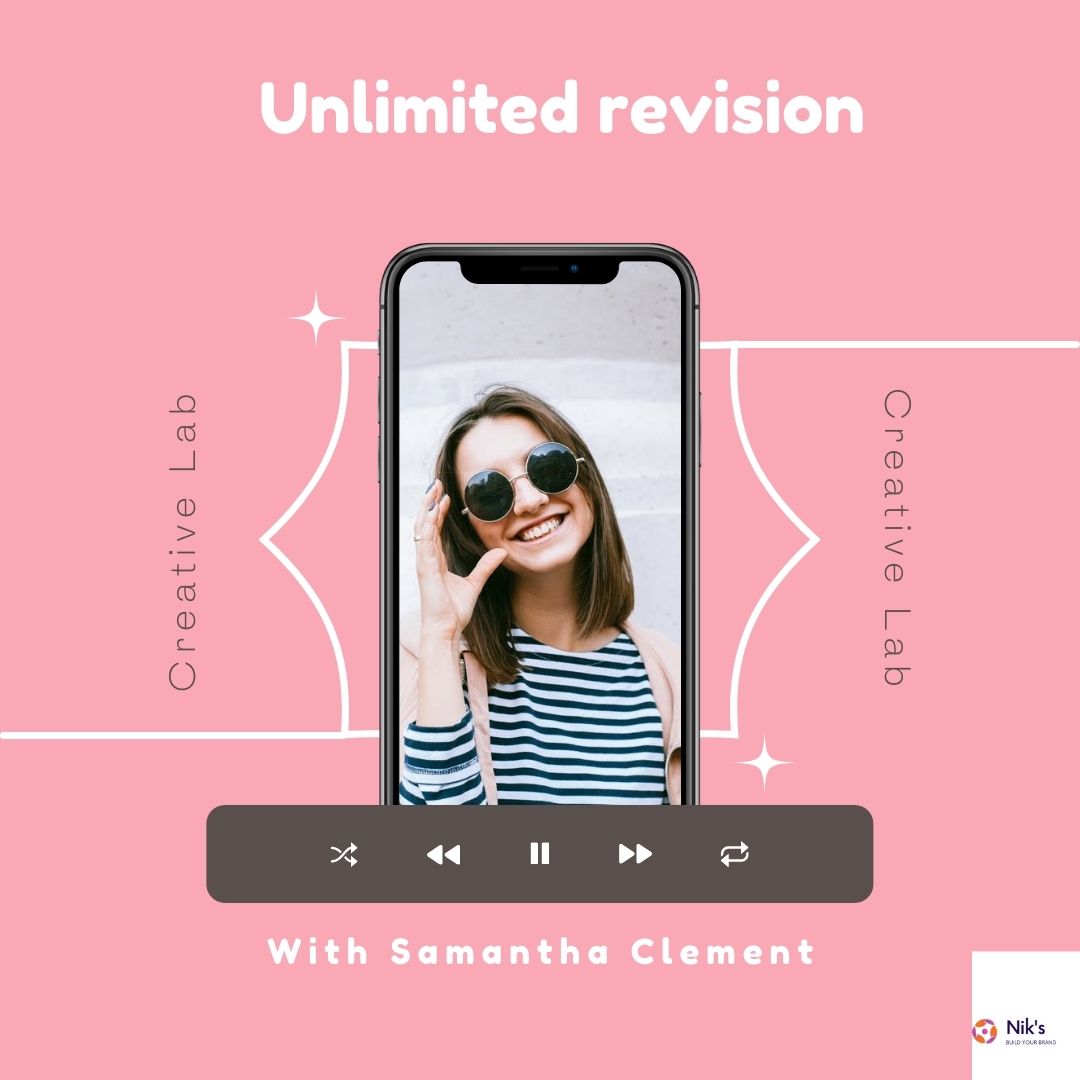 Unlimited revision
Creative Lab
Creative Lab
With Samantha Clement
Nik's
BUILD YOUR BRAND